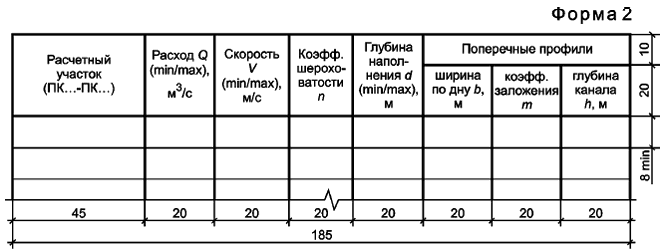 Форма 2
Расчетный
участок
(ПК...-ПК...)
Расход Q
(min/max),
м³/с
Скорость
V
(min/max),
м/с
Коэфф.
шерохо-
ватости
n
Глубина
напол-
нения d
(min/max),
м
Поперечные профили
ширина
по дну b,
м
коэфф.
заложения
m
глубина
канала
h, м
10
20
8 min
45 20 20 20 20 20 20 20
185